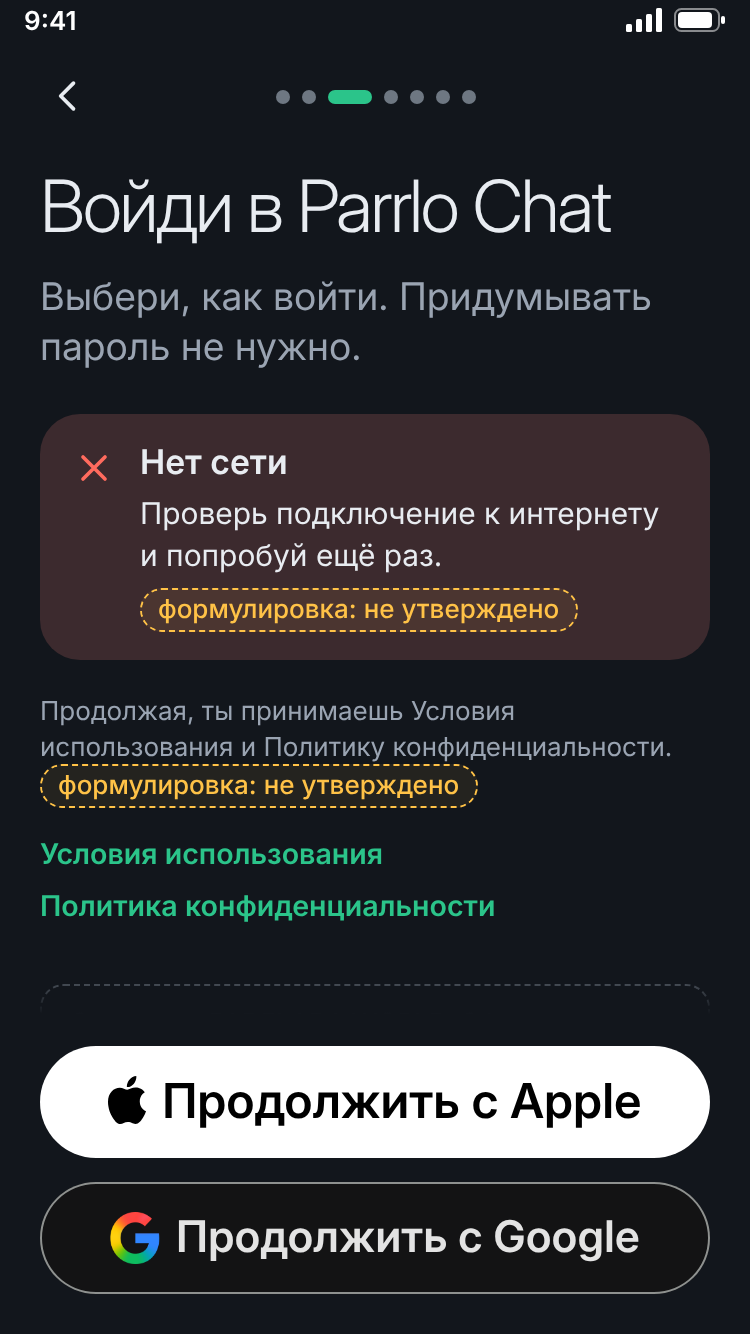 9:41
Войди в Parrlo Chat
Выбери, как войти. Придумывать
пароль не нужно.
Нет сети
Проверь подключение к интернету
и попробуй ещё раз.
формулировка: не утверждено
Продолжая, ты принимаешь Условия
использования и Политику конфиденциальности.
формулировка: не утверждено
Условия использования
Политика конфиденциальности
Продолжить с Apple
Продолжить с Google